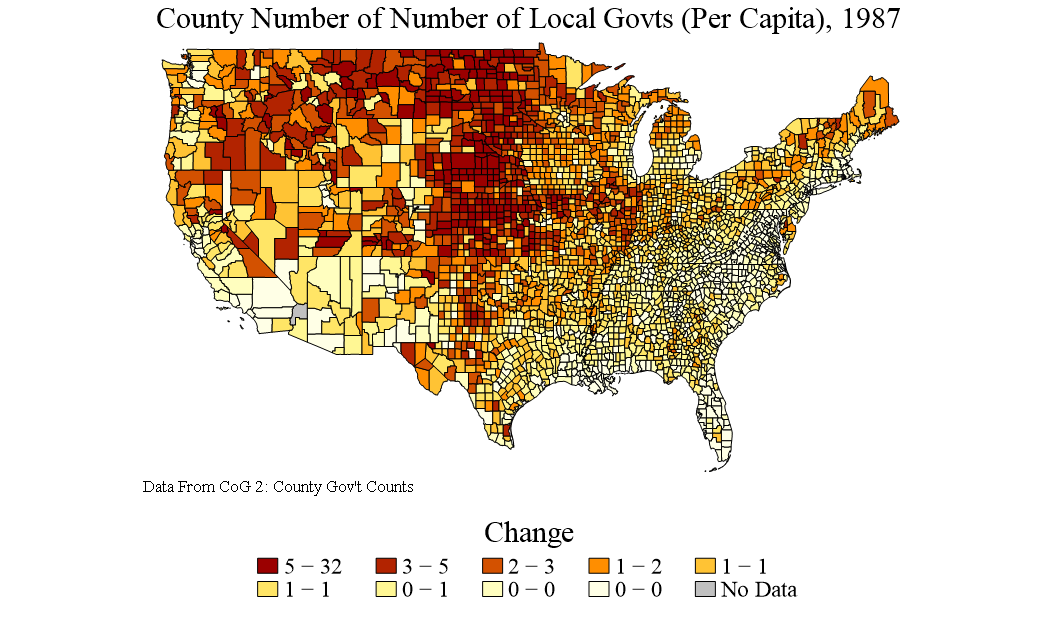 County Number of Number of Local Govts (Per Capita), 1987
Data From CoG 2: County Gov't Counts
Change
5 − 32 3 − 5 2 − 3 1 − 2 1 − 1
1 − 1 0 − 1 0 − 0 0 − 0 No Data